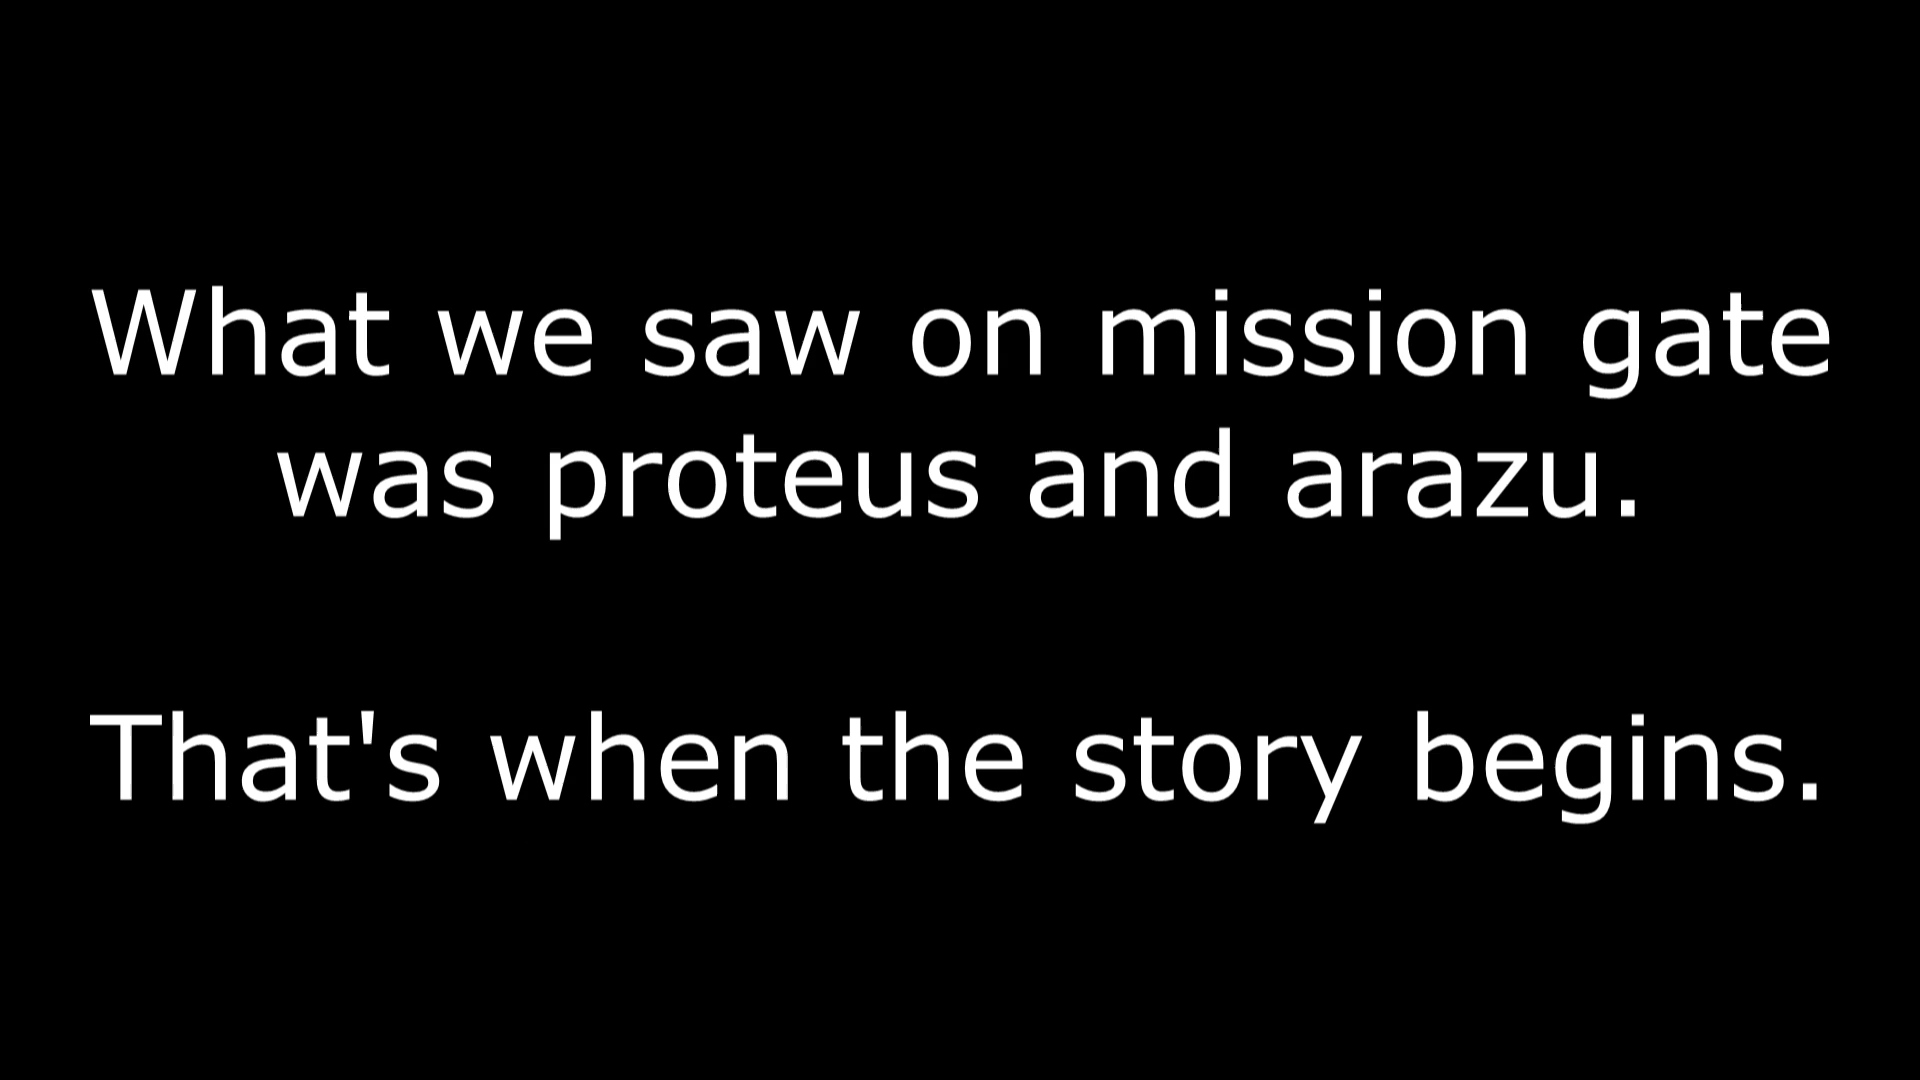 What we saw on mission gate
was proteus and arazu.
That's when the story begins.